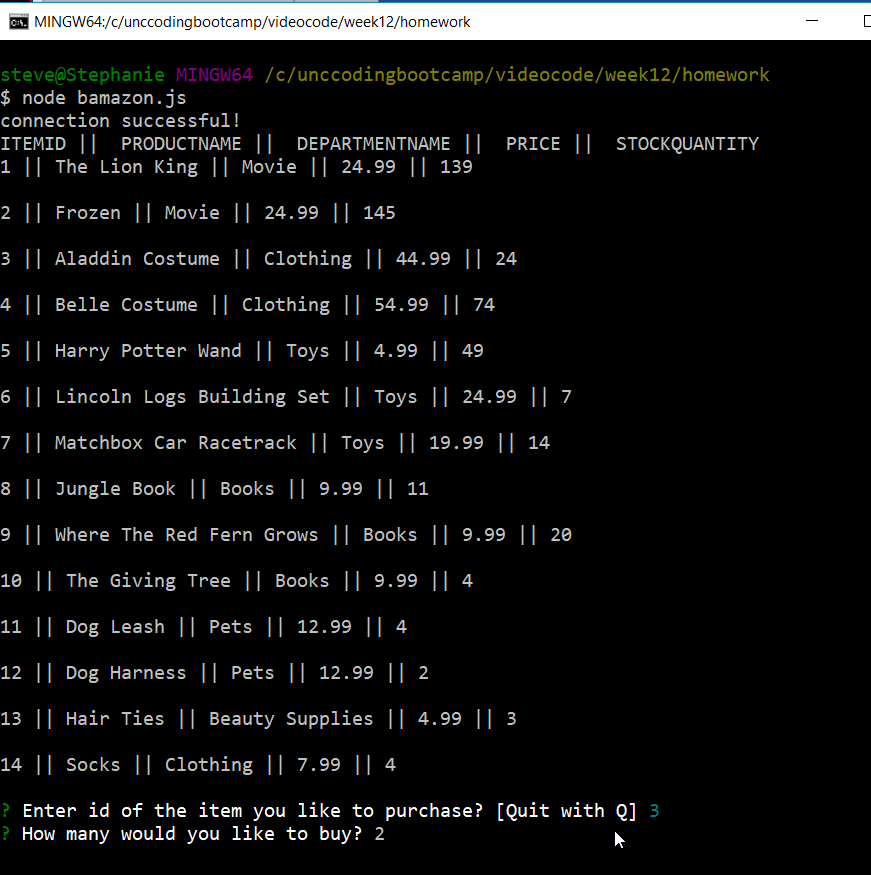 MINGW64:/c/unccodingbootcamp/videocode/week12/homework
steve@Stephanie MINGW64 /c/unccodingbootcamp/videocode/week12/homework
$ node bamazon.js
connection successful!
ITEMID ||  PRODUCTNAME ||  DEPARTMENTNAME ||  PRICE ||  STOCKQUANTITY
1 || The Lion King || Movie || 24.99 || 139
2 || Frozen || Movie || 24.99 || 145
3 || Aladdin Costume || Clothing || 44.99 || 24
4 || Belle Costume || Clothing || 54.99 || 74
5 || Harry Potter Wand || Toys || 4.99 || 49
6 || Lincoln Logs Building Set || Toys || 24.99 || 7
7 || Matchbox Car Racetrack || Toys || 19.99 || 14
8 || Jungle Book || Books || 9.99 || 11
9 || Where The Red Fern Grows || Books || 9.99 || 20
10 || The Giving Tree || Books || 9.99 || 4
11 || Dog Leash || Pets || 12.99 || 4
12 || Dog Harness || Pets || 12.99 || 2
13 || Hair Ties || Beauty Supplies || 4.99 || 3
14 || Socks || Clothing || 7.99 || 4
? Enter id of the item you like to purchase? [Quit with Q] 3
? How many would you like to buy? 2